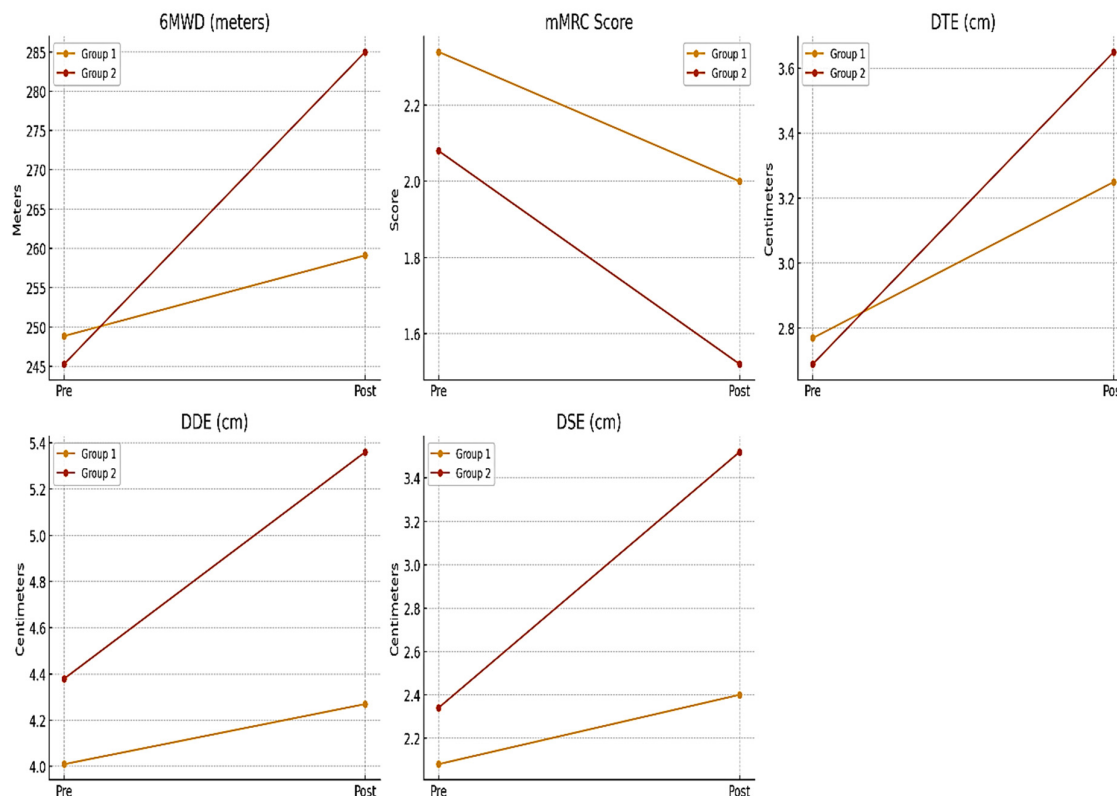 6MWD (meters)
285
280
275
270
265
260
255
250
245
Meters
Group 1
Group 2
Pre
Post
mMRC Score
2.2
2.0
1.8
1.6
Score
Group 1
Group 2
Pre
Post
DTE (cm)
3.6
3.4
3.2
3.0
2.8
Centimeters
Group 1
Group 2
Pre
Pos
DDE (cm)
5.4
5.2
5.0
4.8
4.6
4.4
4.2
4.0
Centimeters
Group 1
Group 2
Pre
Post
DSE (cm)
3.4
3.2
3.0
2.8
2.6
2.4
2.2
Centimeters
Group 1
Group 2
Pre
Post